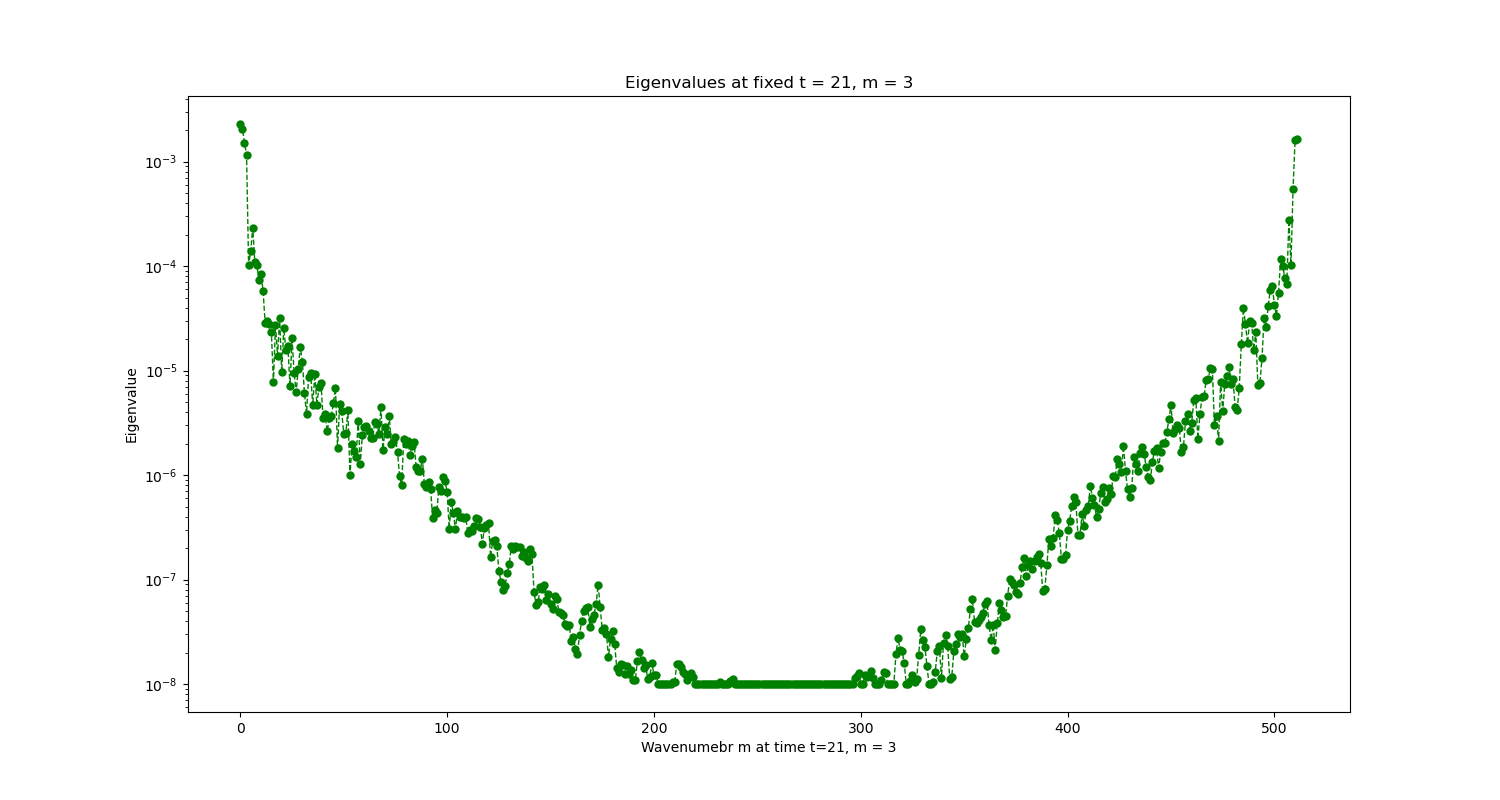 Eigenvalues at fixed t = 21, m = 3
Eigenvalue
10⁻³
10⁻⁴
10⁻⁵
10⁻⁶
10⁻⁷
10⁻⁸
0 100 200 300 400 500
Wavenumebr m at time t=21, m = 3